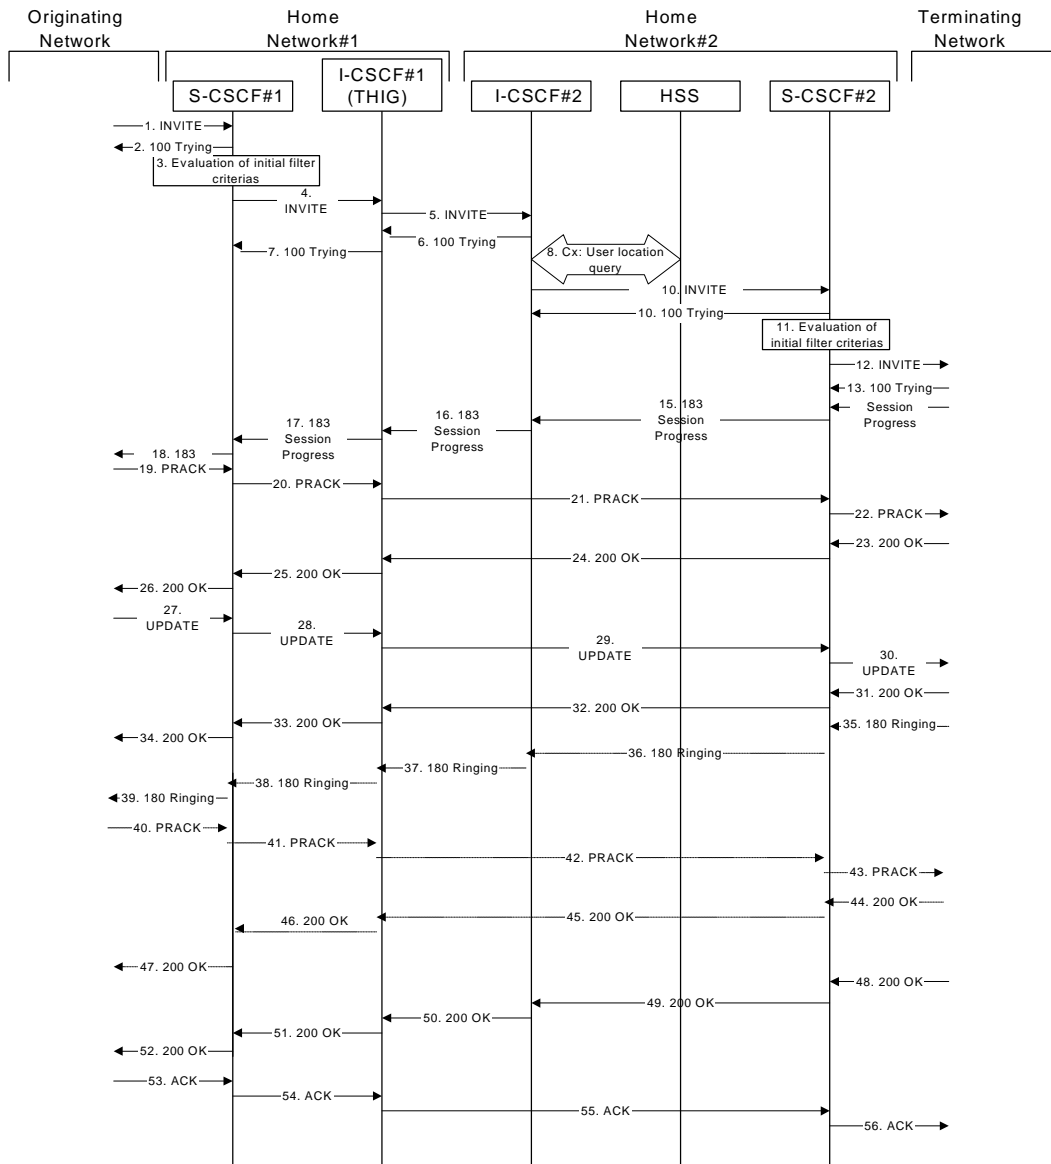 Originating
Network
Home
Network#1
Home
Network#2
Terminating
Network
S-CSCF#1
I-CSCF#1
(THIG)
I-CSCF#2
HSS
S-CSCF#2
1. INVITE
2. 100 Trying
3. Evaluation of initial filter
criterias
4.
INVITE
5. INVITE
6. 100 Trying
7. 100 Trying
8. Cx: User location
query
10. INVITE
10. 100 Trying
11. Evaluation of
initial filter criterias
12. INVITE
13. 100 Trying
Session
Progress
15. 183
Session
Progress
16. 183
Session
Progress
17. 183
Session
Progress
18. 183
19. PRACK
20. PRACK
21. PRACK
22. PRACK
23. 200 OK
24. 200 OK
25. 200 OK
26. 200 OK
27.
UPDATE
28.
UPDATE
29.
UPDATE
30.
UPDATE
31. 200 OK
32. 200 OK
33. 200 OK
34. 200 OK
35. 180 Ringing
36. 180 Ringing
37. 180 Ringing
38. 180 Ringing
39. 180 Ringing
40. PRACK
41. PRACK
42. PRACK
43. PRACK
44. 200 OK
45. 200 OK
46. 200 OK
47. 200 OK
48. 200 OK
49. 200 OK
50. 200 OK
51. 200 OK
52. 200 OK
53. ACK
54. ACK
55. ACK
56. ACK